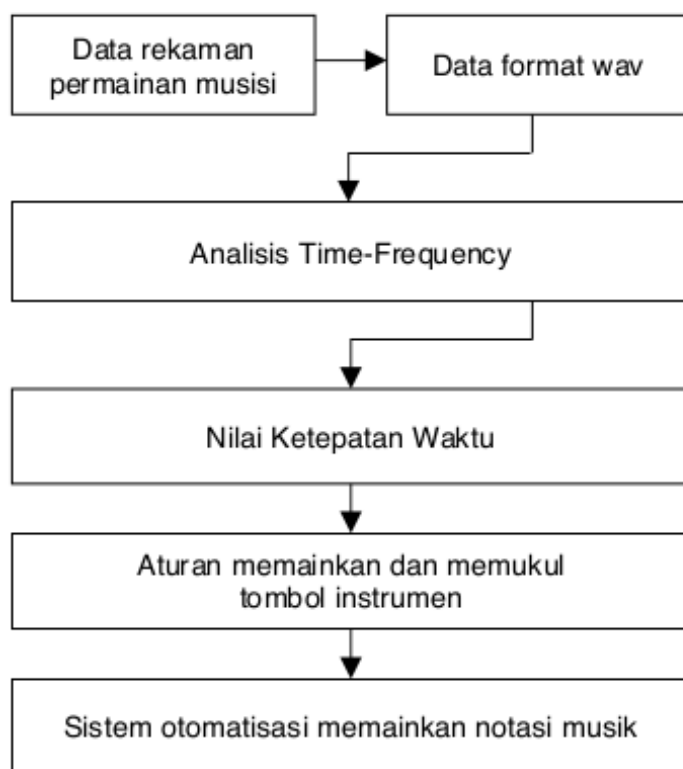 Data rekaman
permainan musisi
Data format wav
Analisis Time-Frequency
Nilai Ketepatan Waktu
Aturan memainkan dan memukul
tombol instrumen
Sistem otomatisasi memainkan notasi musik